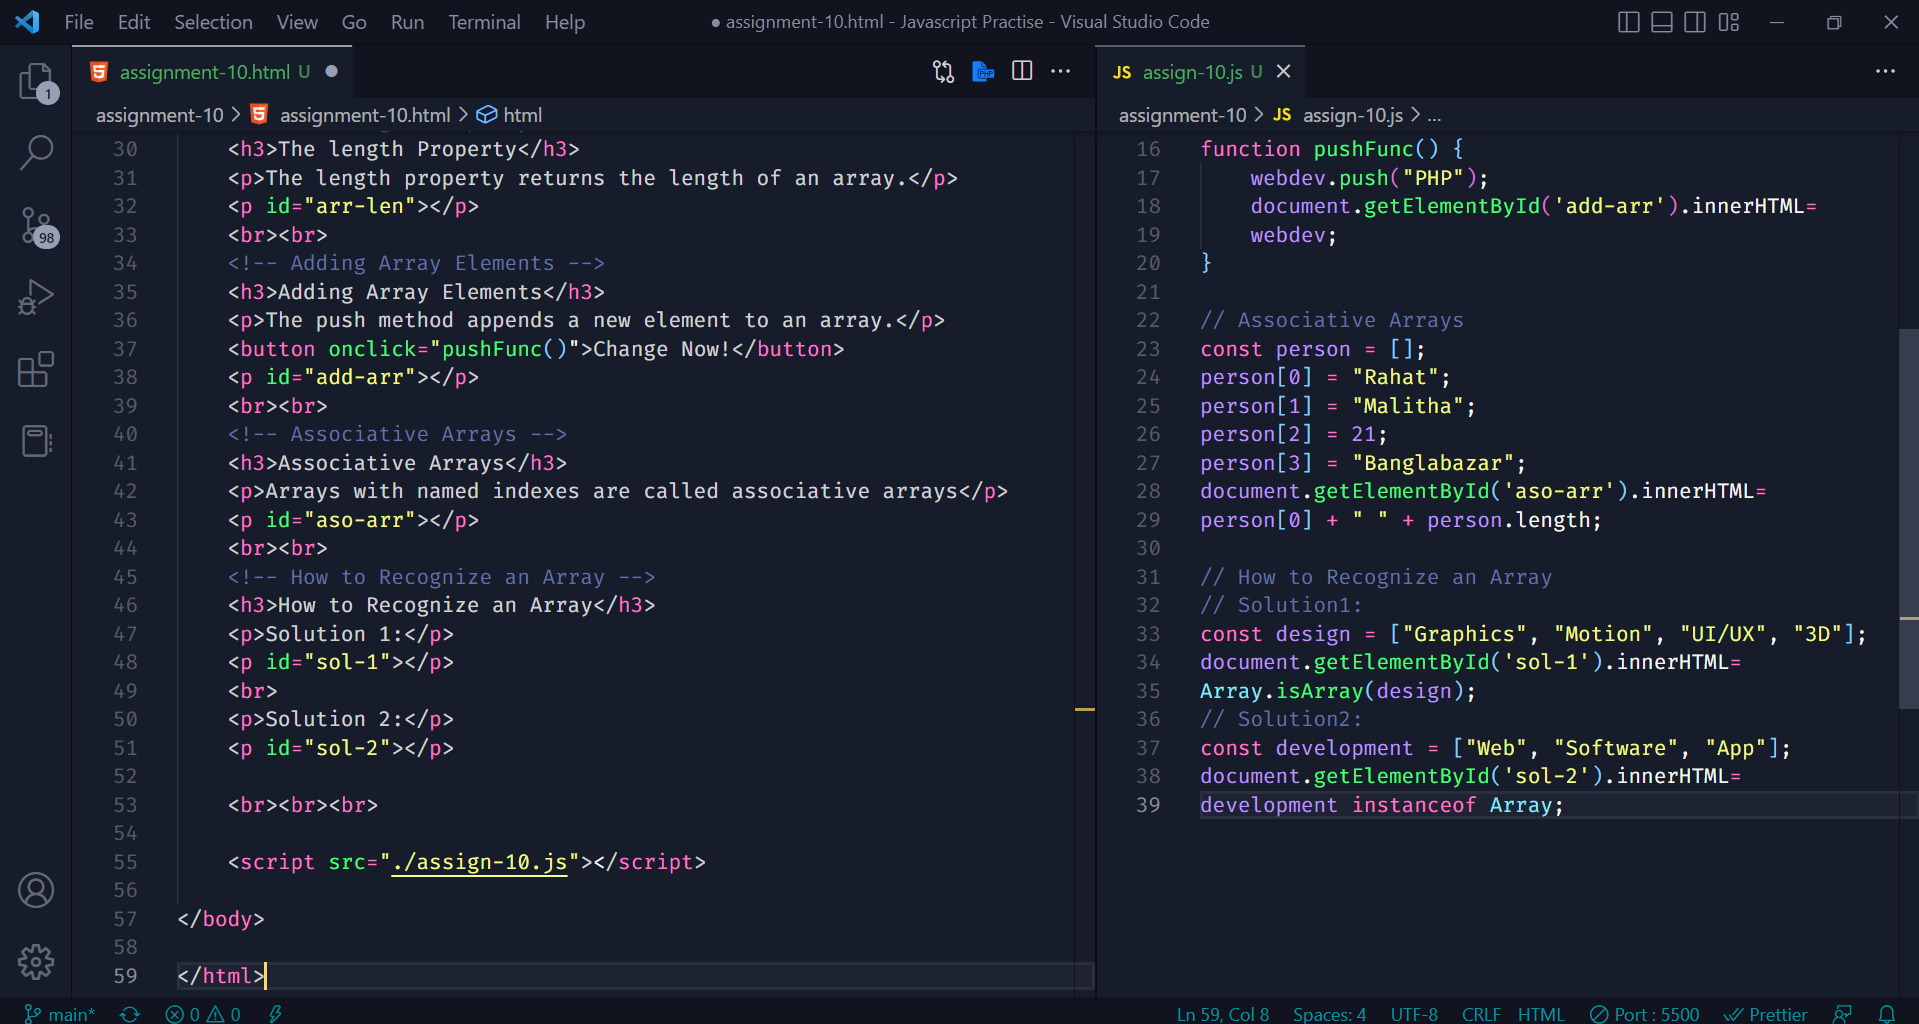 File Edit Selection View Go Run Terminal Help
● assignment-10.html - Javascript Practise - Visual Studio Code
assignment-10.html U ●
assignment-10 > assignment-10.html > html
30 <h3>The length Property</h3>
31 <p>The length property returns the length of an array.</p>
32 <p id="arr-len"></p>
33 <br><br>
34 <!-- Adding Array Elements -->
35 <h3>Adding Array Elements</h3>
36 <p>The push method appends a new element to an array.</p>
37 <button onclick="pushFunc()">Change Now!</button>
38 <p id="add-arr"></p>
39 <br><br>
40 <!-- Associative Arrays -->
41 <h3>Associative Arrays</h3>
42 <p>Arrays with named indexes are called associative arrays</p>
43 <p id="aso-arr"></p>
44 <br><br>
45 <!-- How to Recognize an Array -->
46 <h3>How to Recognize an Array</h3>
47 <p>Solution 1:</p>
48 <p id="sol-1"></p>
49 <br>
50 <p>Solution 2:</p>
51 <p id="sol-2"></p>
52
53 <br><br><br>
54
55 <script src="./assign-10.js"></script>
56
57 </body>
58
59 </html>
JS assign-10.js U
assignment-10 > JS assign-10.js > ...
16 function pushFunc() {
17 webdev.push("PHP");
18 document.getElementById('add-arr').innerHTML=
19 webdev;
20 }
21
22 // Associative Arrays
23 const person = [];
24 person[0] = "Rahat";
25 person[1] = "Malitha";
26 person[2] = 21;
27 person[3] = "Banglabazar";
28 document.getElementById('aso-arr').innerHTML=
29 person[0] + " " + person.length;
30
31 // How to Recognize an Array
32 // Solution1:
33 const design = ["Graphics", "Motion", "UI/UX", "3D"];
34 document.getElementById('sol-1').innerHTML=
35 Array.isArray(design);
36 // Solution2:
37 const development = ["Web", "Software", "App"];
38 document.getElementById('sol-2').innerHTML=
39 development instanceof Array;
1
98
PHP
main* 0 0
Ln 59, Col 8 Spaces: 4 UTF-8 CRLF HTML Port : 5500 Prettier